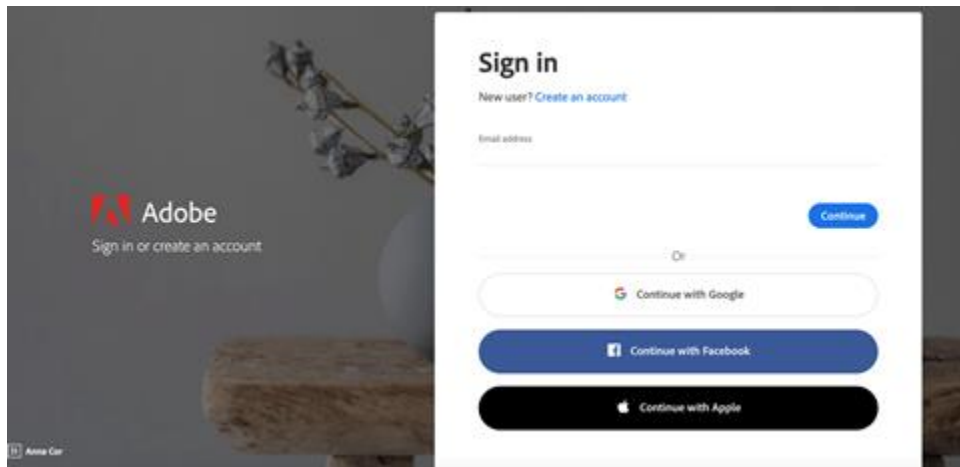 Adobe
Sign in or create an account
Anna Cor
Sign in
New user? Create an account
Email address
Continue
Or
Continue with Google
Continue with Facebook
Continue with Apple